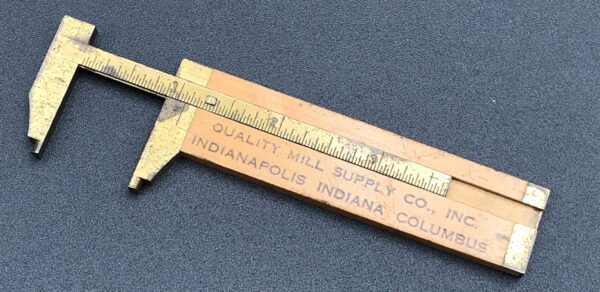 QUALITY MILL SUPPLY CO., INC.
INDIANAPOLIS INDIANA COLUMBUS